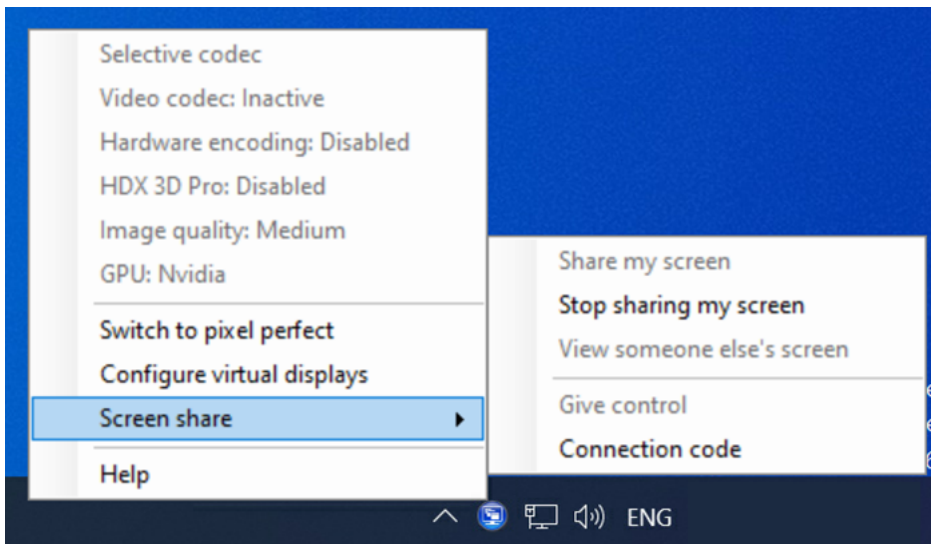 Selective codec
Video codec: Inactive
Hardware encoding: Disabled
HDX 3D Pro: Disabled
Image quality: Medium
GPU: Nvidia
Switch to pixel perfect
Configure virtual displays
Screen share
Help
Share my screen
Stop sharing my screen
View someone else's screen
Give control
Connection code
ENG